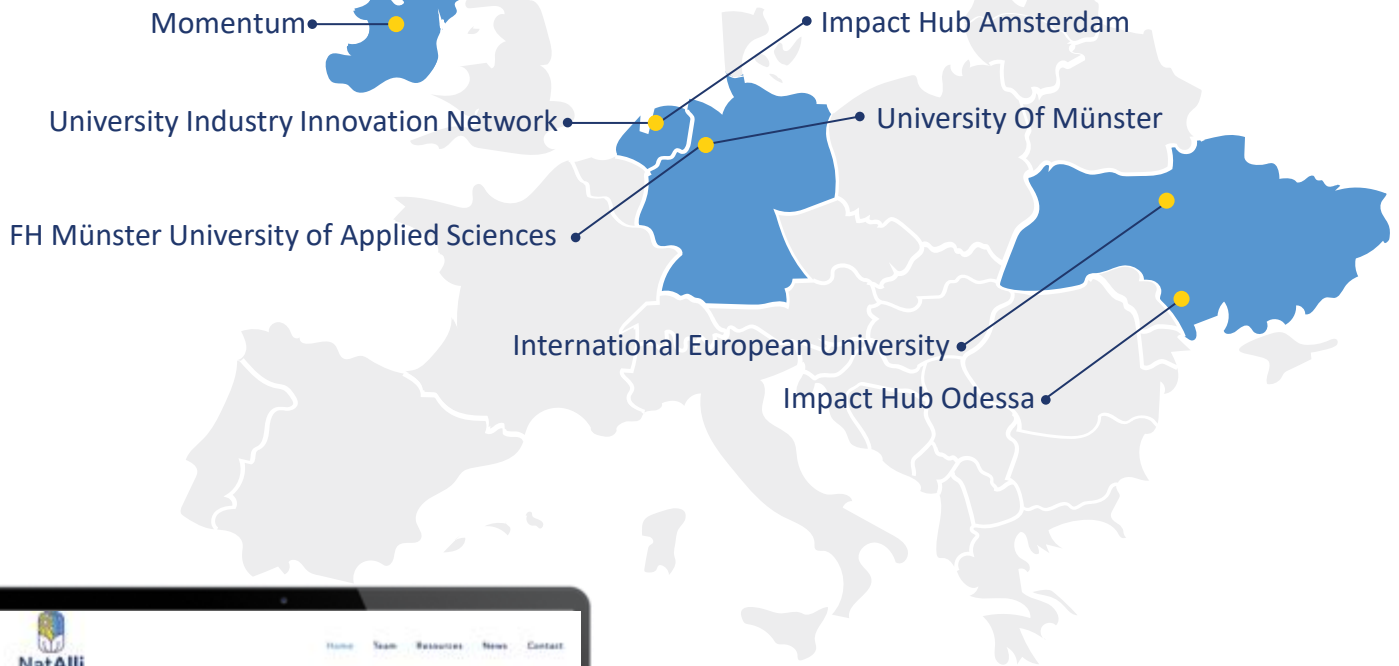 Momentum
Impact Hub Amsterdam
University Industry Innovation Network
University Of Münster
FH Münster University of Applied Sciences
International European University
Impact Hub Odessa
Home Team Resources News Contact
NatAlli